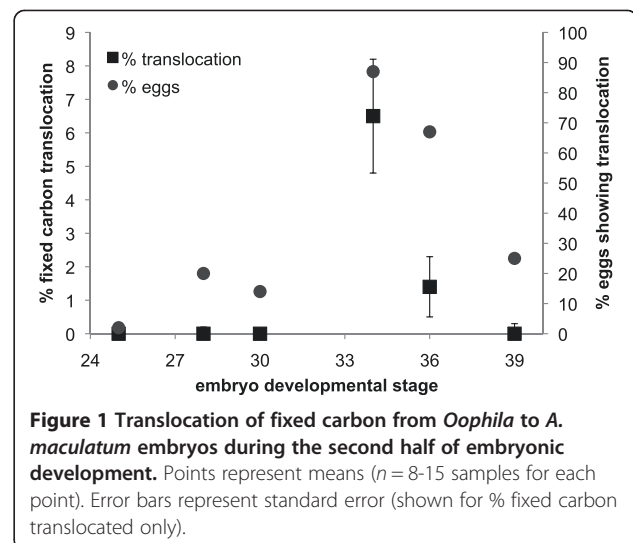 9
8
7
6
5
4
3
2
1
0
% fixed carbon translocation
■ % translocation
● % eggs
100
90
80
70
60
50
40
30
20
10
0
% eggs showing translocation
24 27 30 33 36 39
embryo developmental stage
Figure 1 Translocation of fixed carbon from Oophila to A.
maculatum embryos during the second half of embryonic
development. Points represent means (n = 8-15 samples for each
point). Error bars represent standard error (shown for % fixed carbon
translocated only).